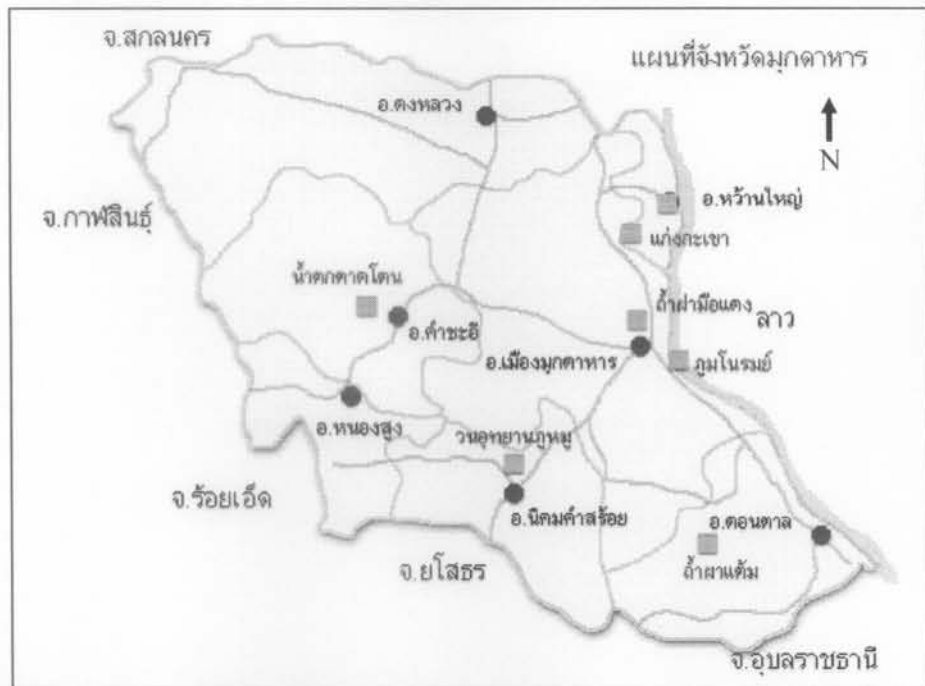 จ.สกลนคร
แผนที่จังหวัดมุกดาหาร
N
อ.ดงหลวง
อ.หว้านใหญ่
แก่งกะเบา
จ.กาฬสินธุ์
น้ำตกตาดโตน
ถ้ำฝ่ามือแดง
ลาว
อ.คำชะอี
อ.เมืองมุกดาหาร
ภูมโนรมย์
อ.หนองสูง
วนอุทยานภูหมู
จ.ร้อยเอ็ด
อ.นิคมคำสร้อย
อ.ดอนตาล
ถ้ำผาแต้ม
จ.ยโสธร
จ.อุบลราชธานี